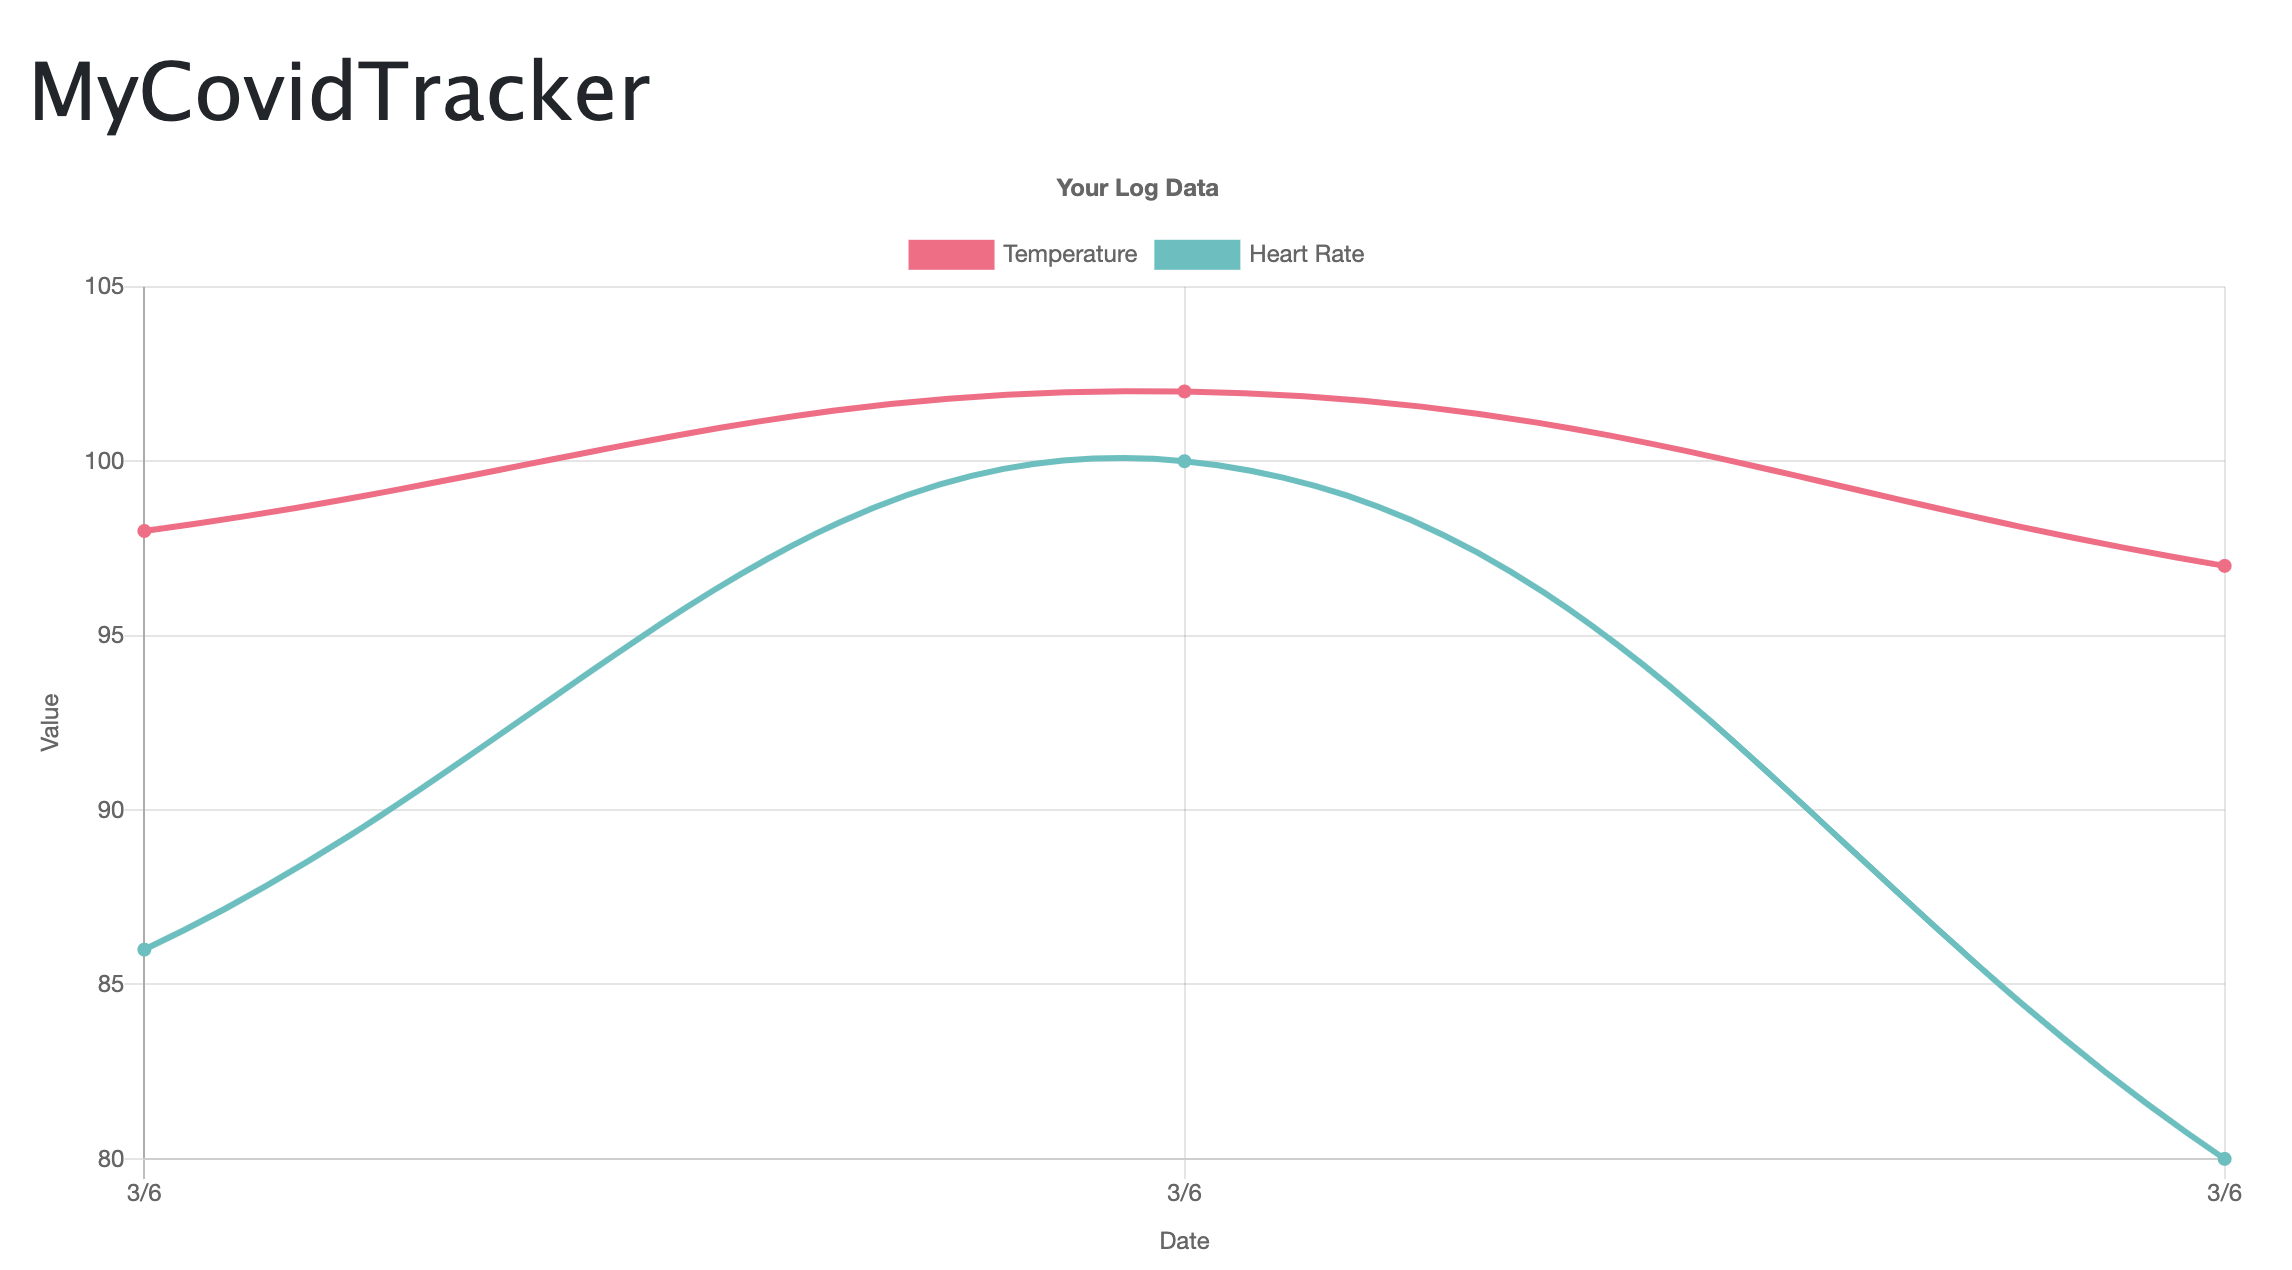 MyCovidTracker
Your Log Data
Temperature Heart Rate
105
100
95
90
85
80
Value
3/6 3/6 3/6
Date